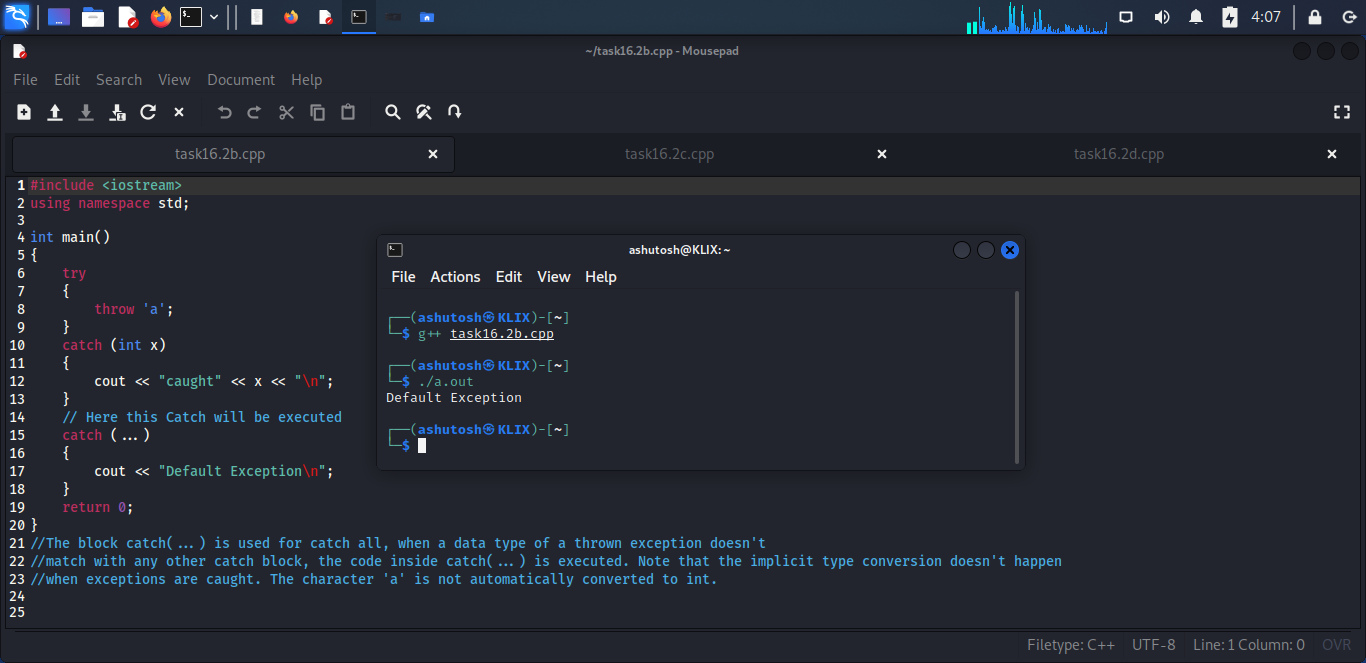 4:07
~/task16.2b.cpp - Mousepad
File Edit Search View Document Help
task16.2b.cpp task16.2c.cpp task16.2d.cpp
1 #include <iostream>
2 using namespace std;
3
4 int main()
5 {
6     try
7     {
8         throw 'a';
9     }
10     catch (int x)
11     {
12         cout << "caught" << x << "\n";
13     }
14     // Here this Catch will be executed
15     catch (...)
16     {
17         cout << "Default Exception\n";
18     }
19     return 0;
20 }
21 //The block catch(...) is used for catch all, when a data type of a thrown exception doesn't
22 //match with any other catch block, the code inside catch(...) is executed. Note that the implicit type conversion doesn't happen
23 //when exceptions are caught. The character 'a' is not automatically converted to int.
24
25
ashutosh@KLIX:~
File Actions Edit View Help
┌──(ashutosh㉿KLIX)-[~]
└─$ g++ task16.2b.cpp
┌──(ashutosh㉿KLIX)-[~]
└─$ ./a.out
Default Exception
┌──(ashutosh㉿KLIX)-[~]
└─$
Filetype: C++ UTF-8 Line: 1 Column: 0 OVR